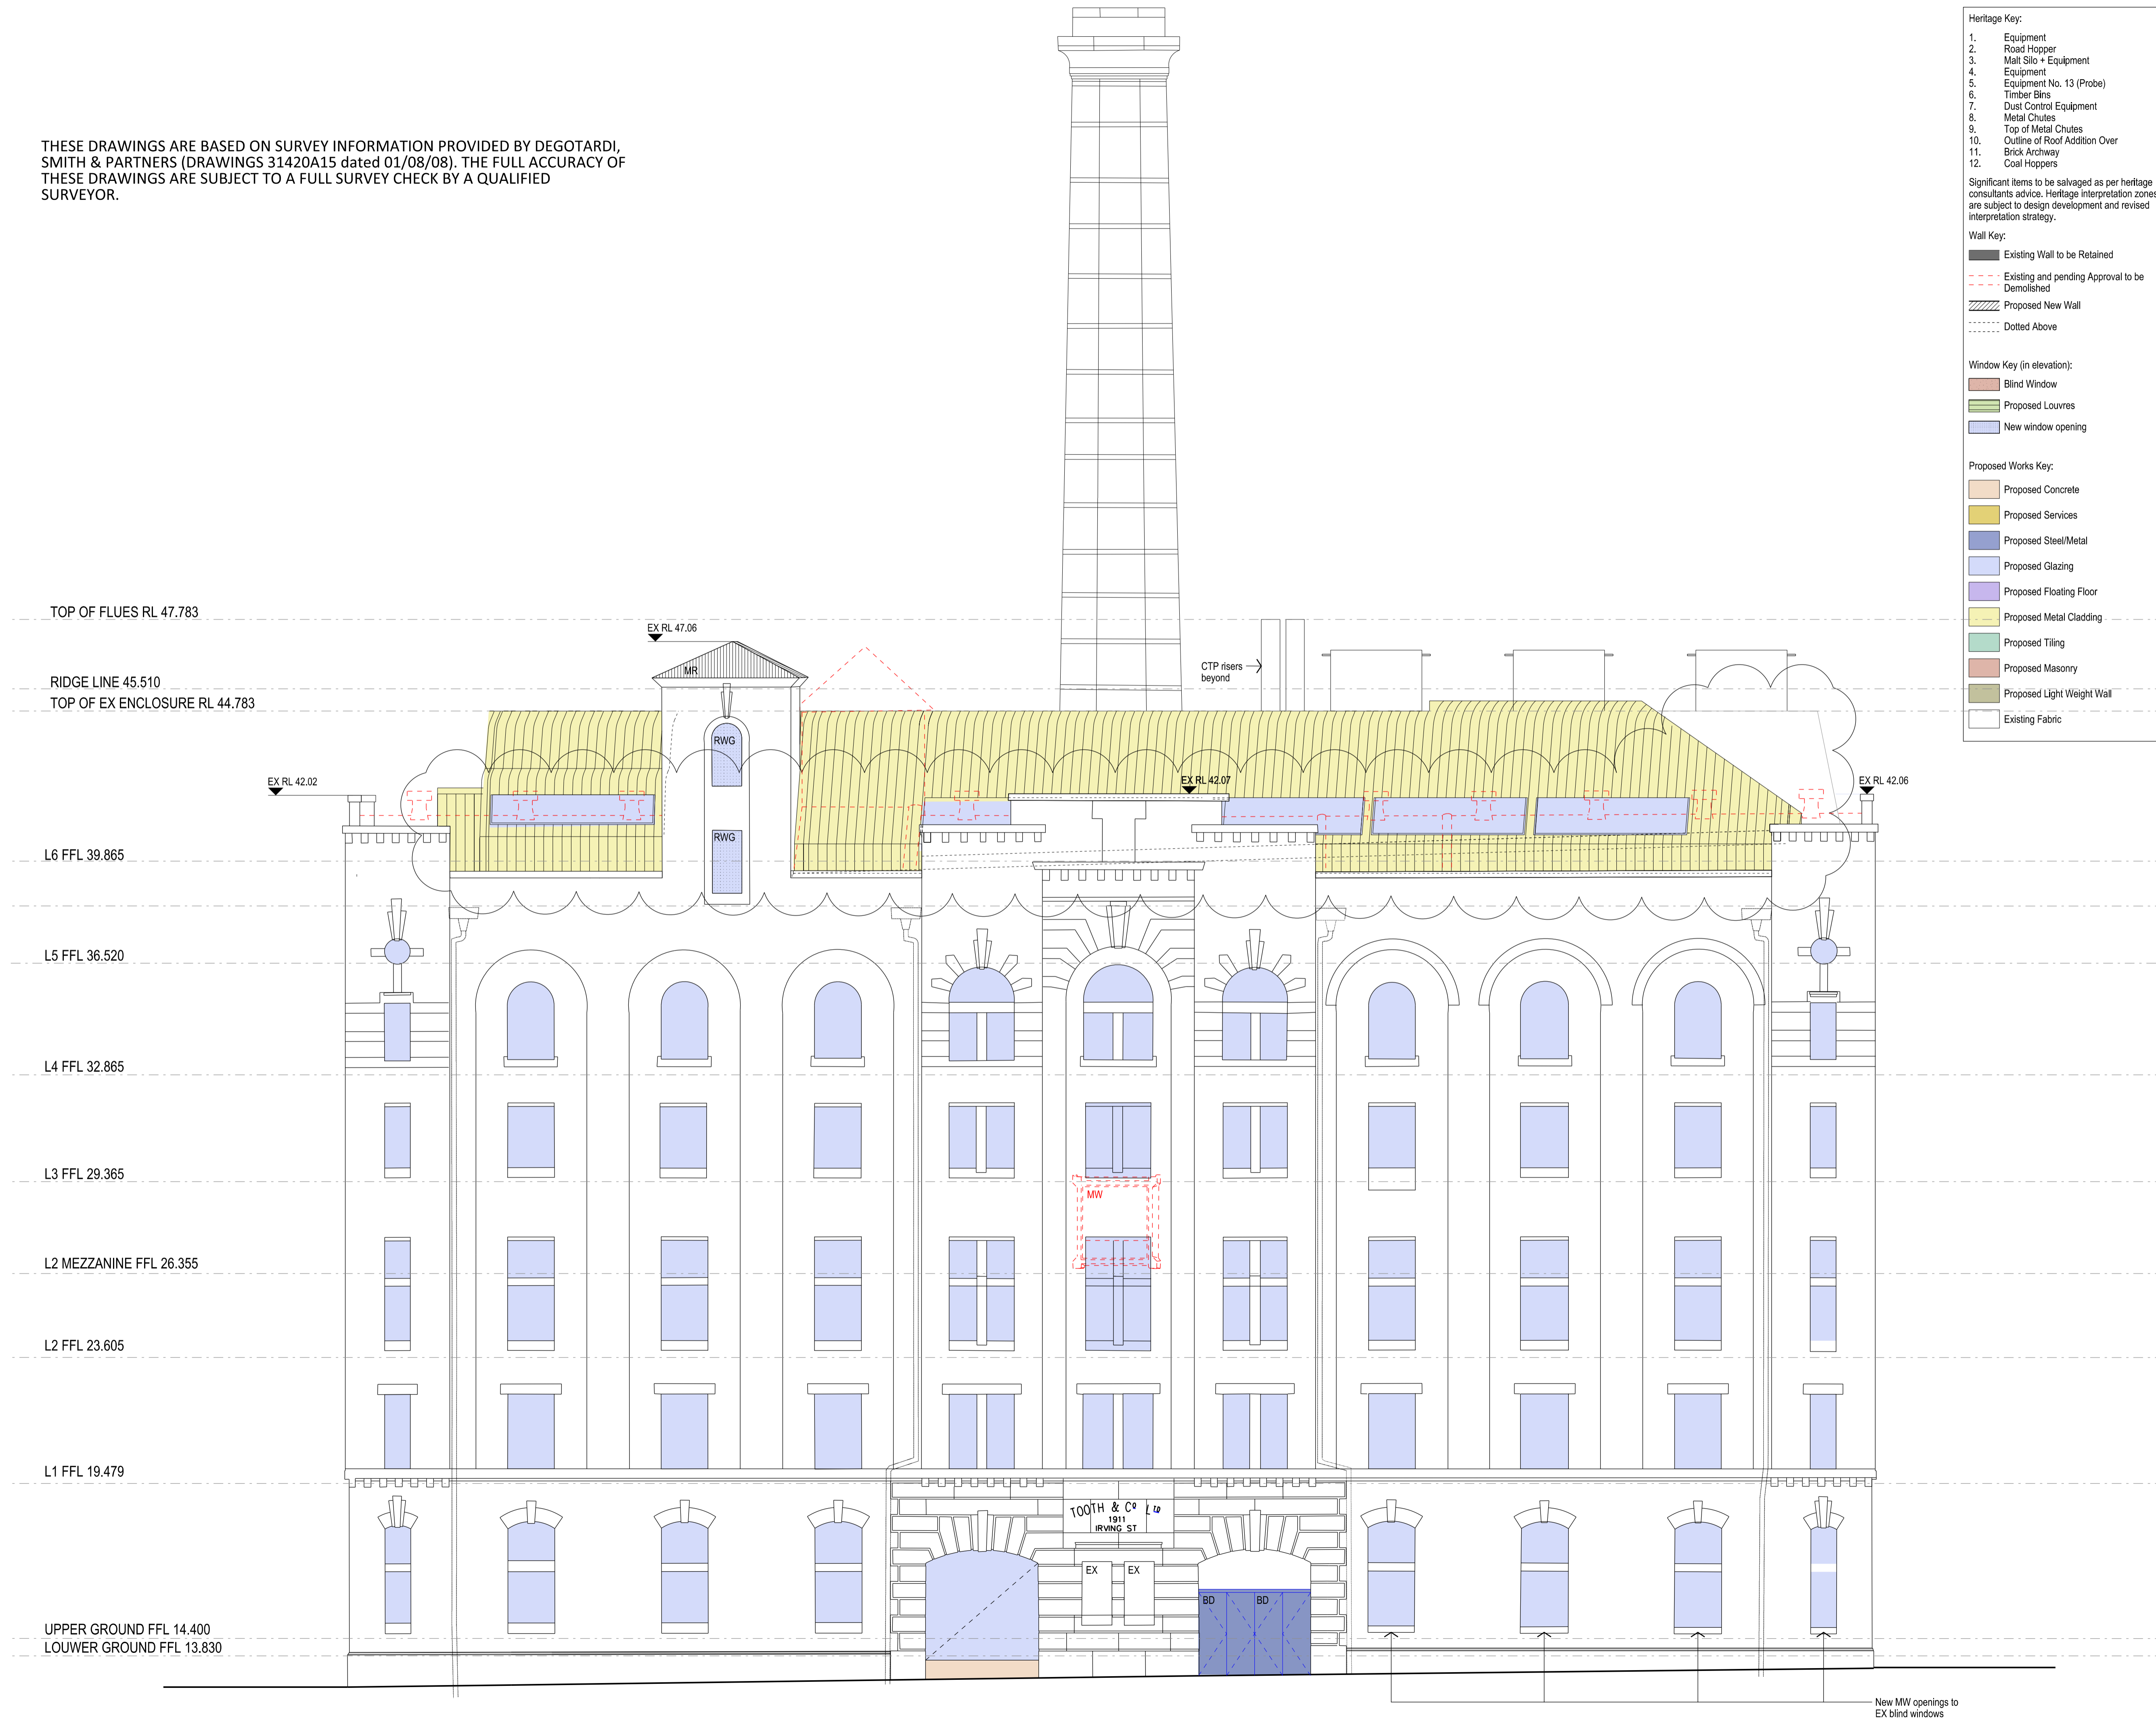 THESE DRAWINGS ARE BASED ON SURVEY INFORMATION PROVIDED BY DEGOTARDI,
SMITH & PARTNERS (DRAWINGS 31420A15 dated 01/08/08). THE FULL ACCURACY OF
THESE DRAWINGS ARE SUBJECT TO A FULL SURVEY CHECK BY A QUALIFIED
SURVEYOR.
Heritage Key:
1. Equipment
2. Road Hopper
3. Malt Silo + Equipment
4. Equipment
5. Equipment No. 13 (Probe)
6. Timber Bins
7. Dust Control Equipment
8. Metal Chutes
9. Top of Metal Chutes
10. Outline of Roof Addition Over
11. Brick Archway
12. Coal Hoppers
Significant items to be salvaged as per heritage
consultants advice. Heritage interpretation zones
are subject to design development and revised
interpretation strategy.
Wall Key:
Existing Wall to be Retained
Existing and pending Approval to be
Demolished
Proposed New Wall
Dotted Above
Window Key (in elevation):
Blind Window
Proposed Louvres
New window opening
Proposed Works Key:
Proposed Concrete
Proposed Services
Proposed Steel/Metal
Proposed Glazing
Proposed Floating Floor
Proposed Metal Cladding
Proposed Tiling
Proposed Masonry
Proposed Light Weight Wall
Existing Fabric
TOP OF FLUES RL 47.783
EX RL 47.06
MR
CTP risers
beyond
RIDGE LINE 45.510
TOP OF EX ENCLOSURE RL 44.783
RWG
EX RL 42.02
EX RL 42.07
EX RL 42.06
RWG
L6 FFL 39.865
L5 FFL 36.520
L4 FFL 32.865
L3 FFL 29.365
MW
L2 MEZZANINE FFL 26.355
L2 FFL 23.605
L1 FFL 19.479
TOOTH & Co LTD
1911
IRVING ST
EX EX
BD BD
UPPER GROUND FFL 14.400
LOUWER GROUND FFL 13.830
New MW openings to
EX blind windows